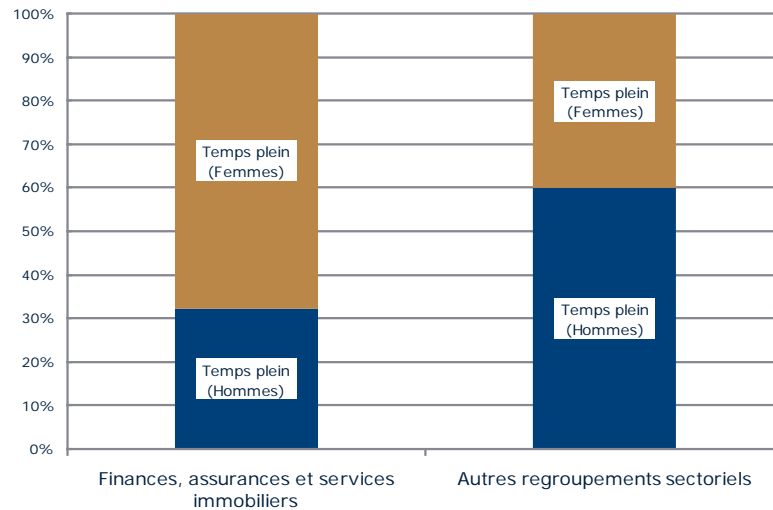 100%
90%
80%
70%
60%
50%
40%
30%
20%
10%
0%
Temps plein
(Femmes)
Temps plein
(Hommes)
Temps plein
(Femmes)
Temps plein
(Hommes)
Finances, assurances et services
immobiliers
Autres regroupements sectoriels